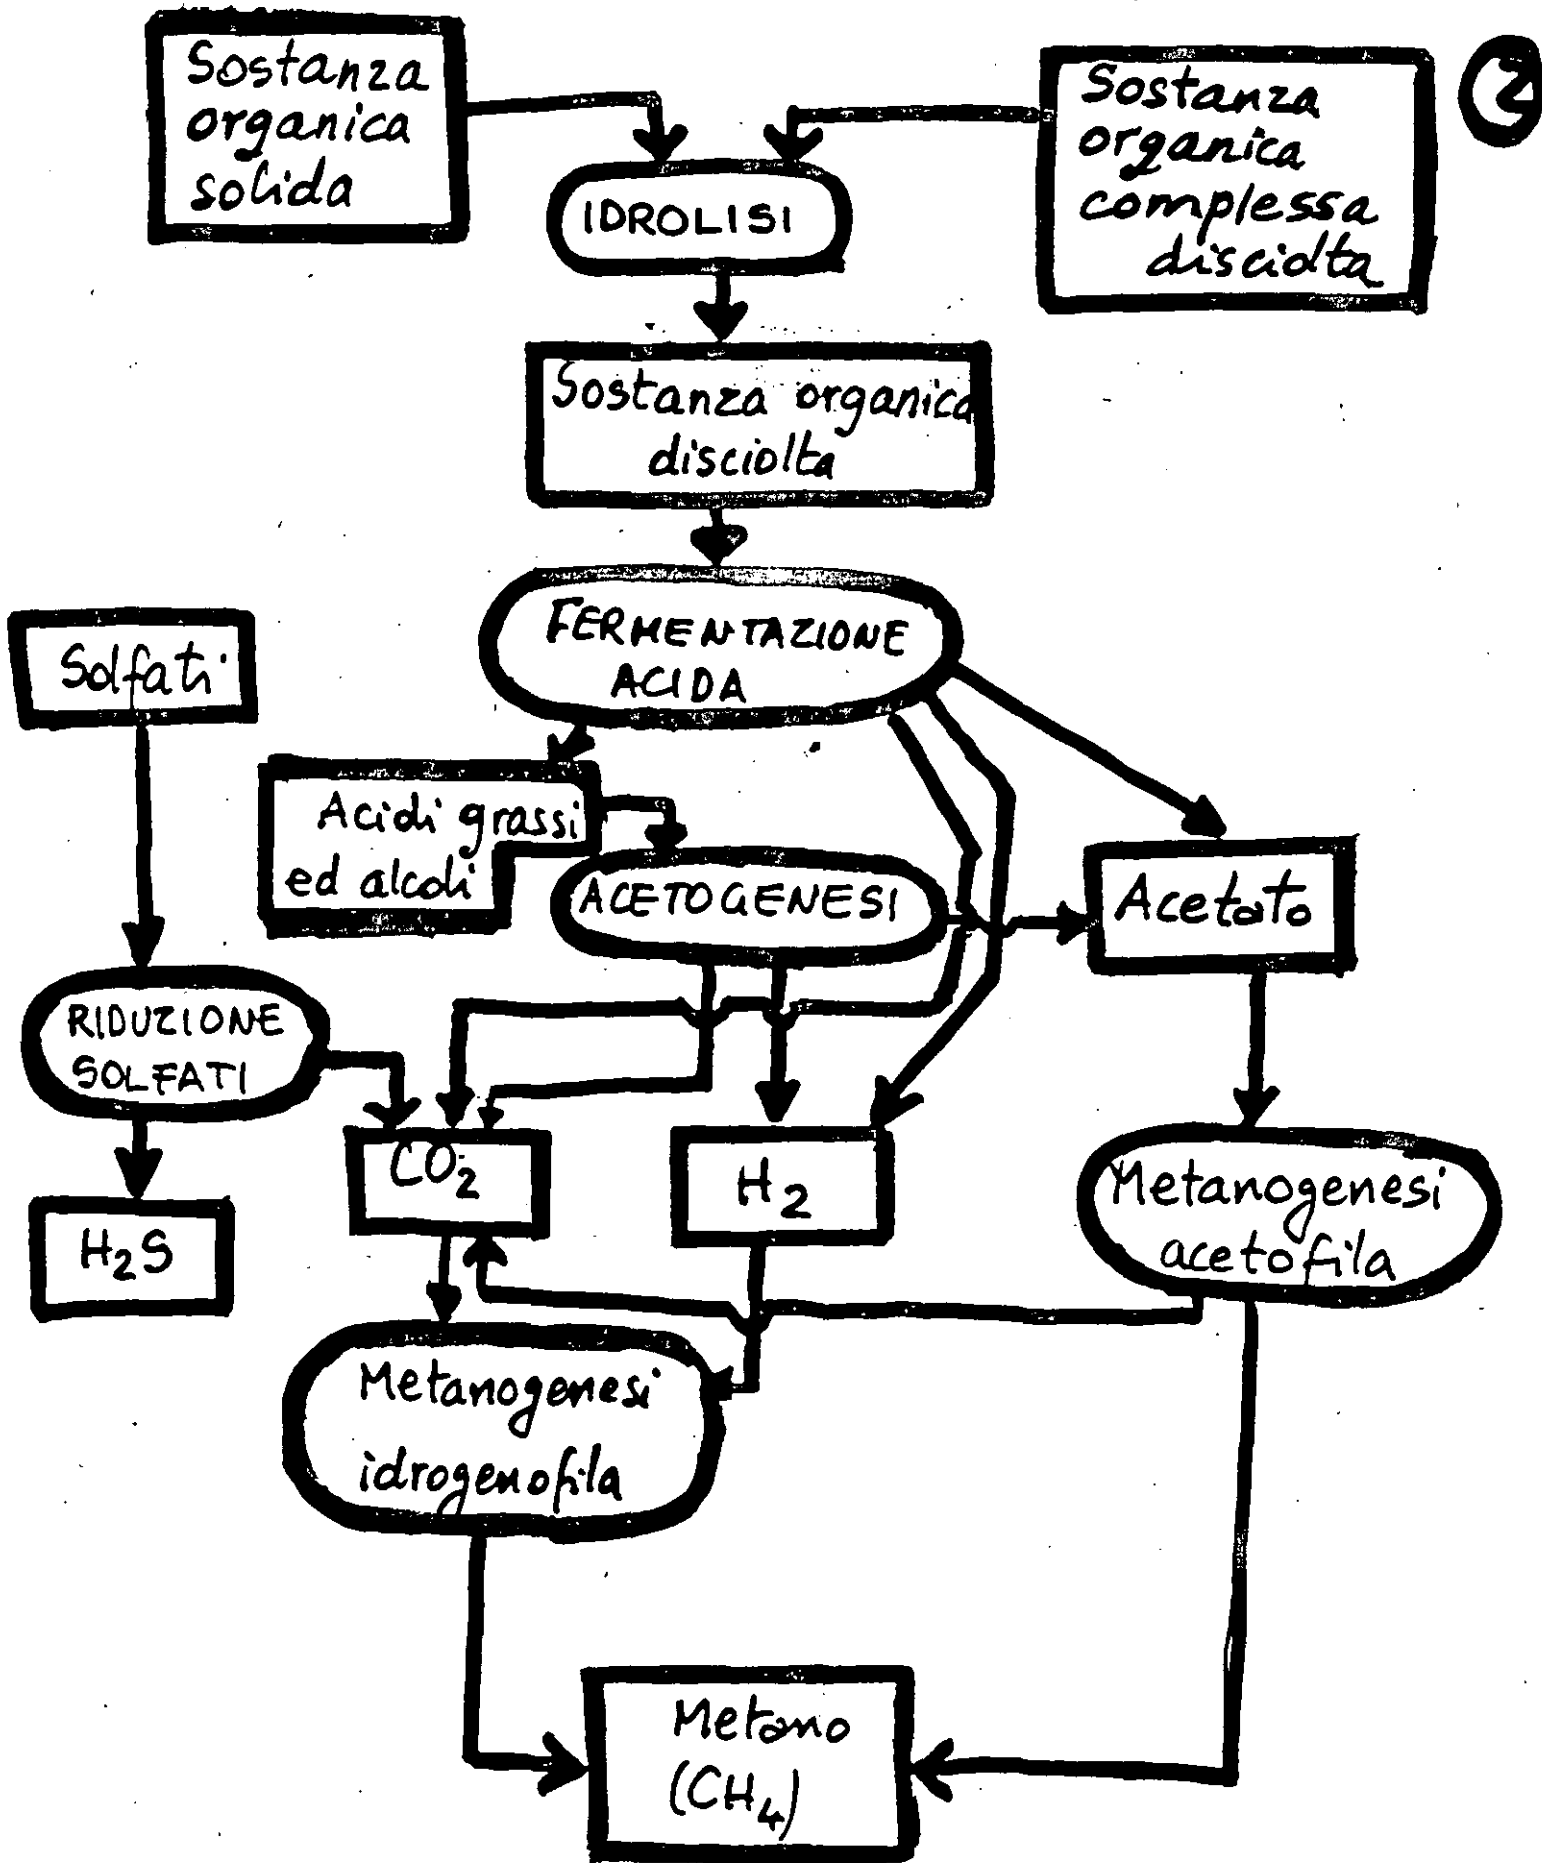 Sostanza
organica
solida
Sostanza
organica
complessa
disciolta
2
IDROLISI
Sostanza organica
disciolta
FERMENTAZIONE
ACIDA
Solfati
Acidi grassi
ed alcoli
ACETOGENESI
Acetato
RIDUZIONE
SOLFATI
CO₂
H₂
Metanogenesi
acetofila
H₂S
Metanogenesi
idrogenofila
Metano
(CH₄)